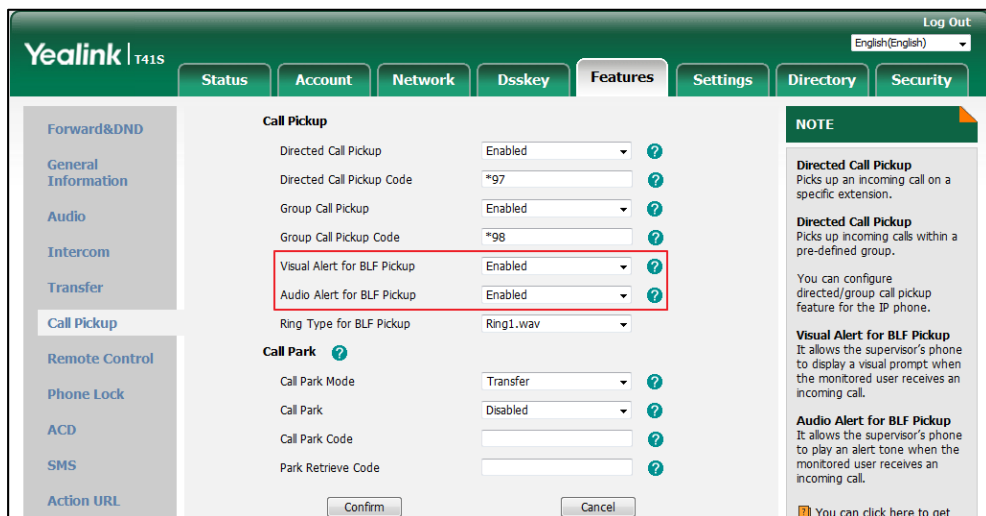 Log Out
English(English)
Yealink T41S
Status Account Network Dsskey Features Settings Directory Security
Forward&DND
General
Information
Audio
Intercom
Transfer
Call Pickup
Remote Control
Phone Lock
ACD
SMS
Action URL
Call Pickup
Directed Call Pickup Enabled ?
Directed Call Pickup Code *97 ?
Group Call Pickup Enabled ?
Group Call Pickup Code *98 ?
Visual Alert for BLF Pickup Enabled ?
Audio Alert for BLF Pickup Enabled ?
Ring Type for BLF Pickup Ring1.wav
Call Park ?
Call Park Mode Transfer ?
Call Park Disabled ?
Call Park Code ?
Park Retrieve Code ?
Confirm Cancel
NOTE
Directed Call Pickup
Picks up an incoming call on a
specific extension.
Directed Call Pickup
Picks up incoming calls within a
pre-defined group.
You can configure
directed/group call pickup
feature for the IP phone.
Visual Alert for BLF Pickup
It allows the supervisor's phone
to display a visual prompt when
the monitored user receives an
incoming call.
Audio Alert for BLF Pickup
It allows the supervisor's phone
to play an alert tone when the
monitored user receives an
incoming call.
? You can click here to get